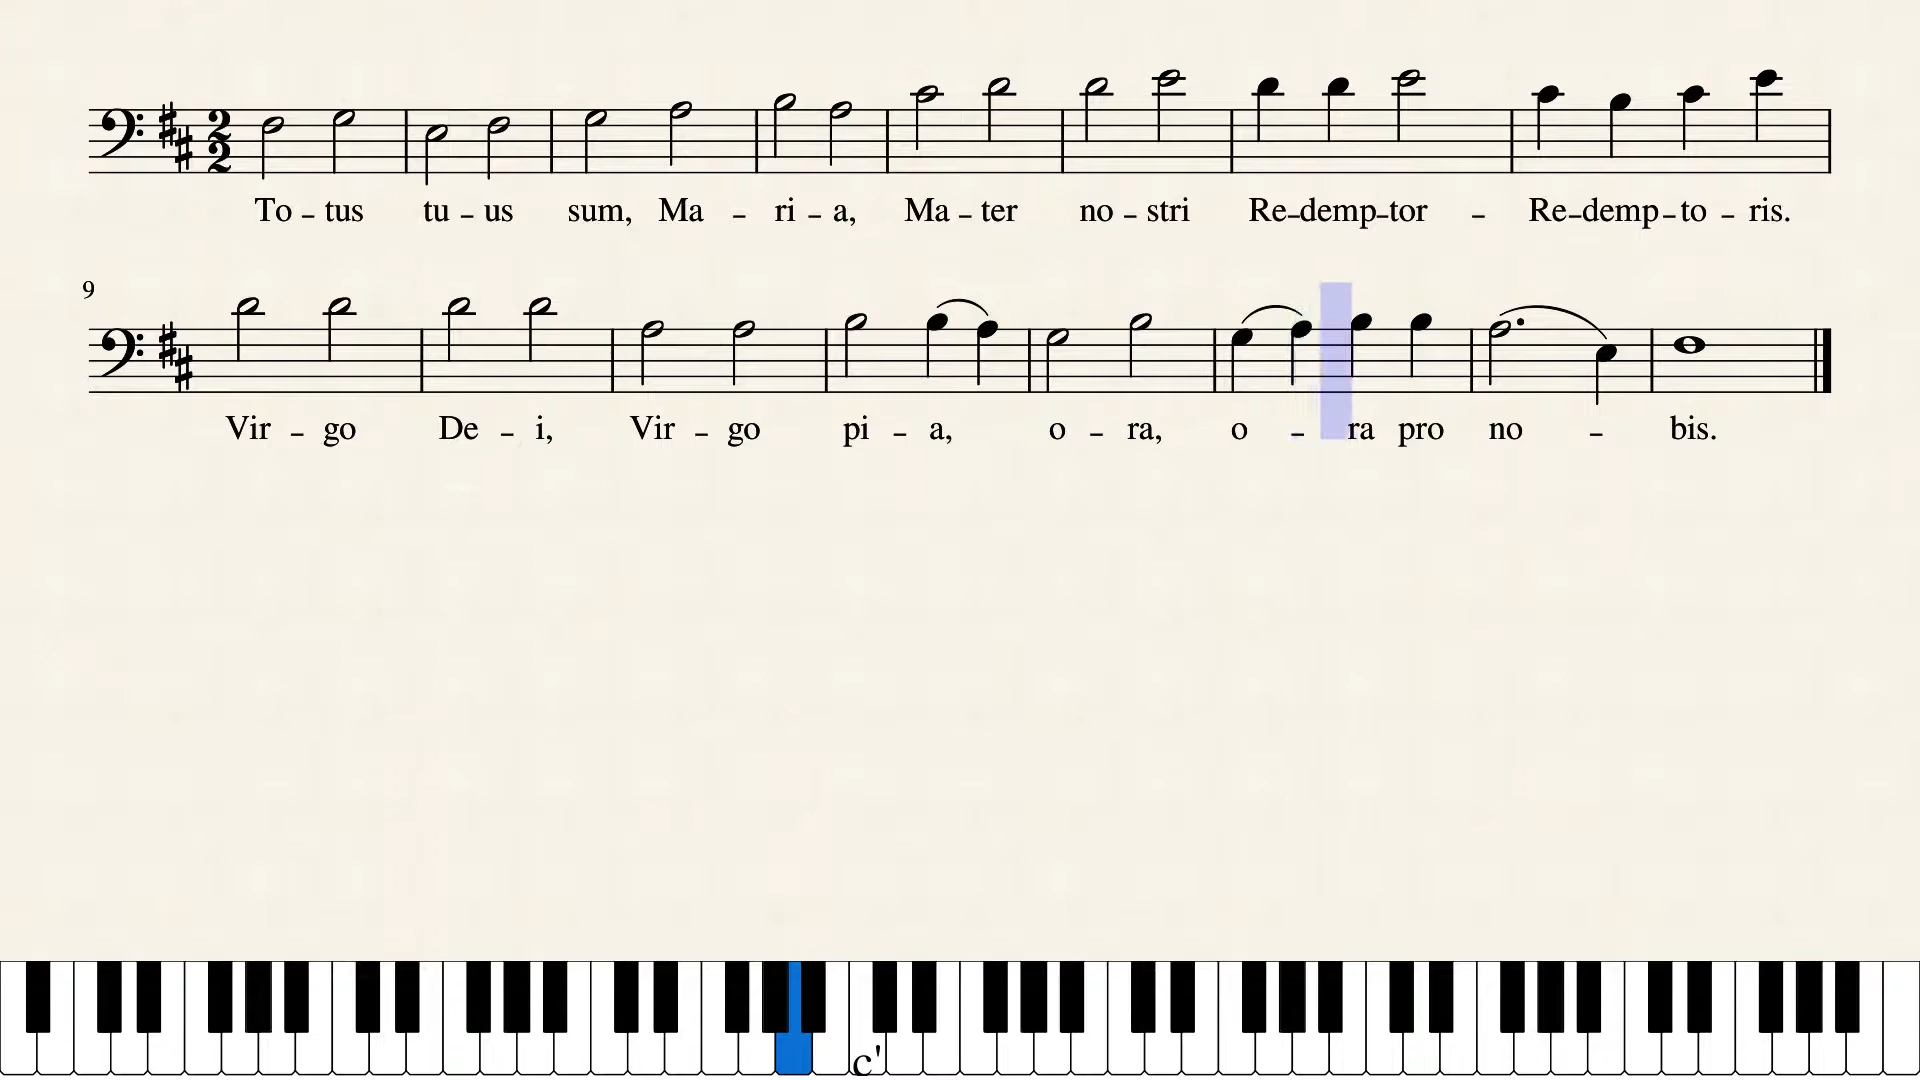 To – tus tu – us sum, Ma – ri – a, Ma – ter no – stri Re–demp–tor – Re–demp–to – ris.
9
Vir – go De – i, Vir – go pi – a, o – ra, o – ra pro no – bis.
c'